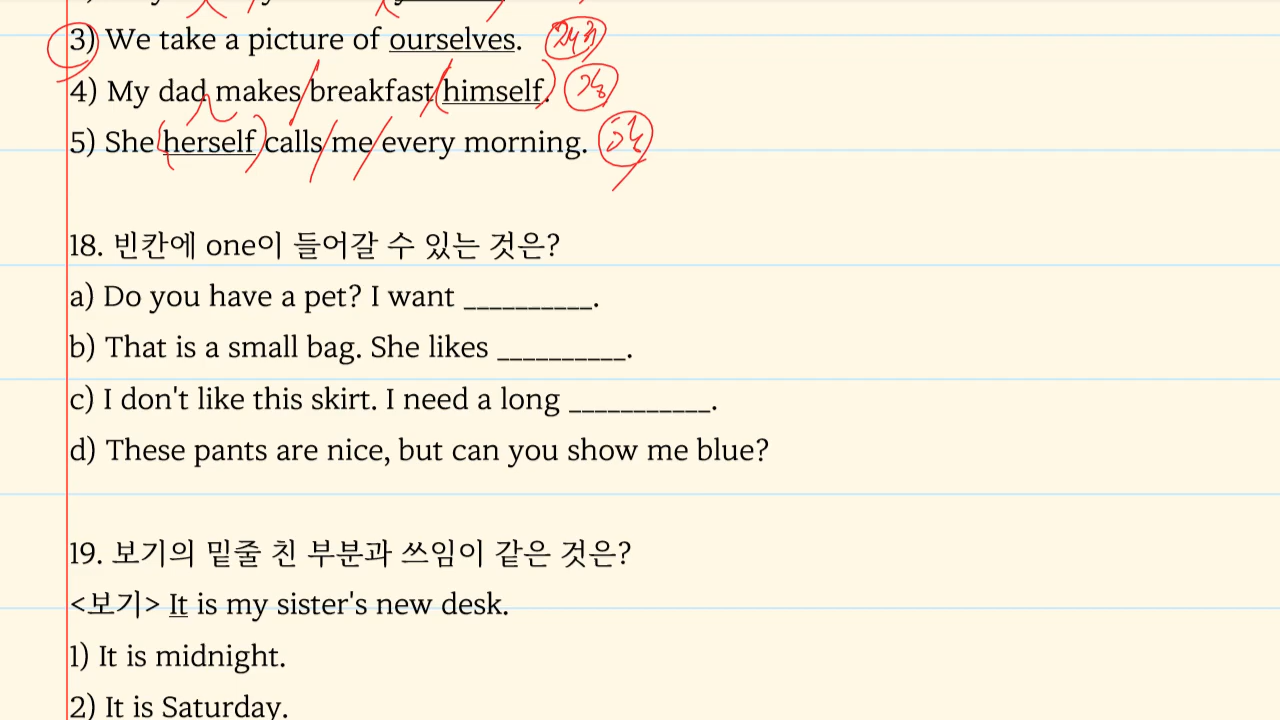 3) We take a picture of ourselves. 재귀
4) My dad makes breakfast himself. 강
5) She herself calls me every morning. 강
18. 빈칸에 one이 들어갈 수 있는 것은?
a) Do you have a pet? I want __________.
b) That is a small bag. She likes __________.
c) I don't like this skirt. I need a long ___________.
d) These pants are nice, but can you show me blue?
19. 보기의 밑줄 친 부분과 쓰임이 같은 것은?
<보기> It is my sister's new desk.
1) It is midnight.
2) It is Saturday.